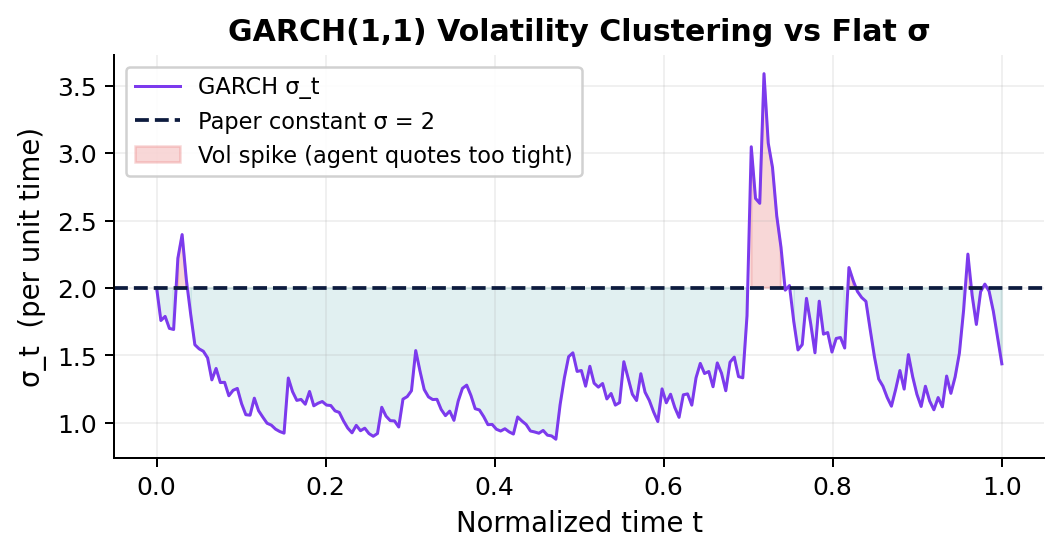 GARCH(1,1) Volatility Clustering vs Flat σ
GARCH σ_t
Paper constant σ = 2
Vol spike (agent quotes too tight)
σ_t (per unit time)
3.5
3.0
2.5
2.0
1.5
1.0
0.0 0.2 0.4 0.6 0.8 1.0
Normalized time t